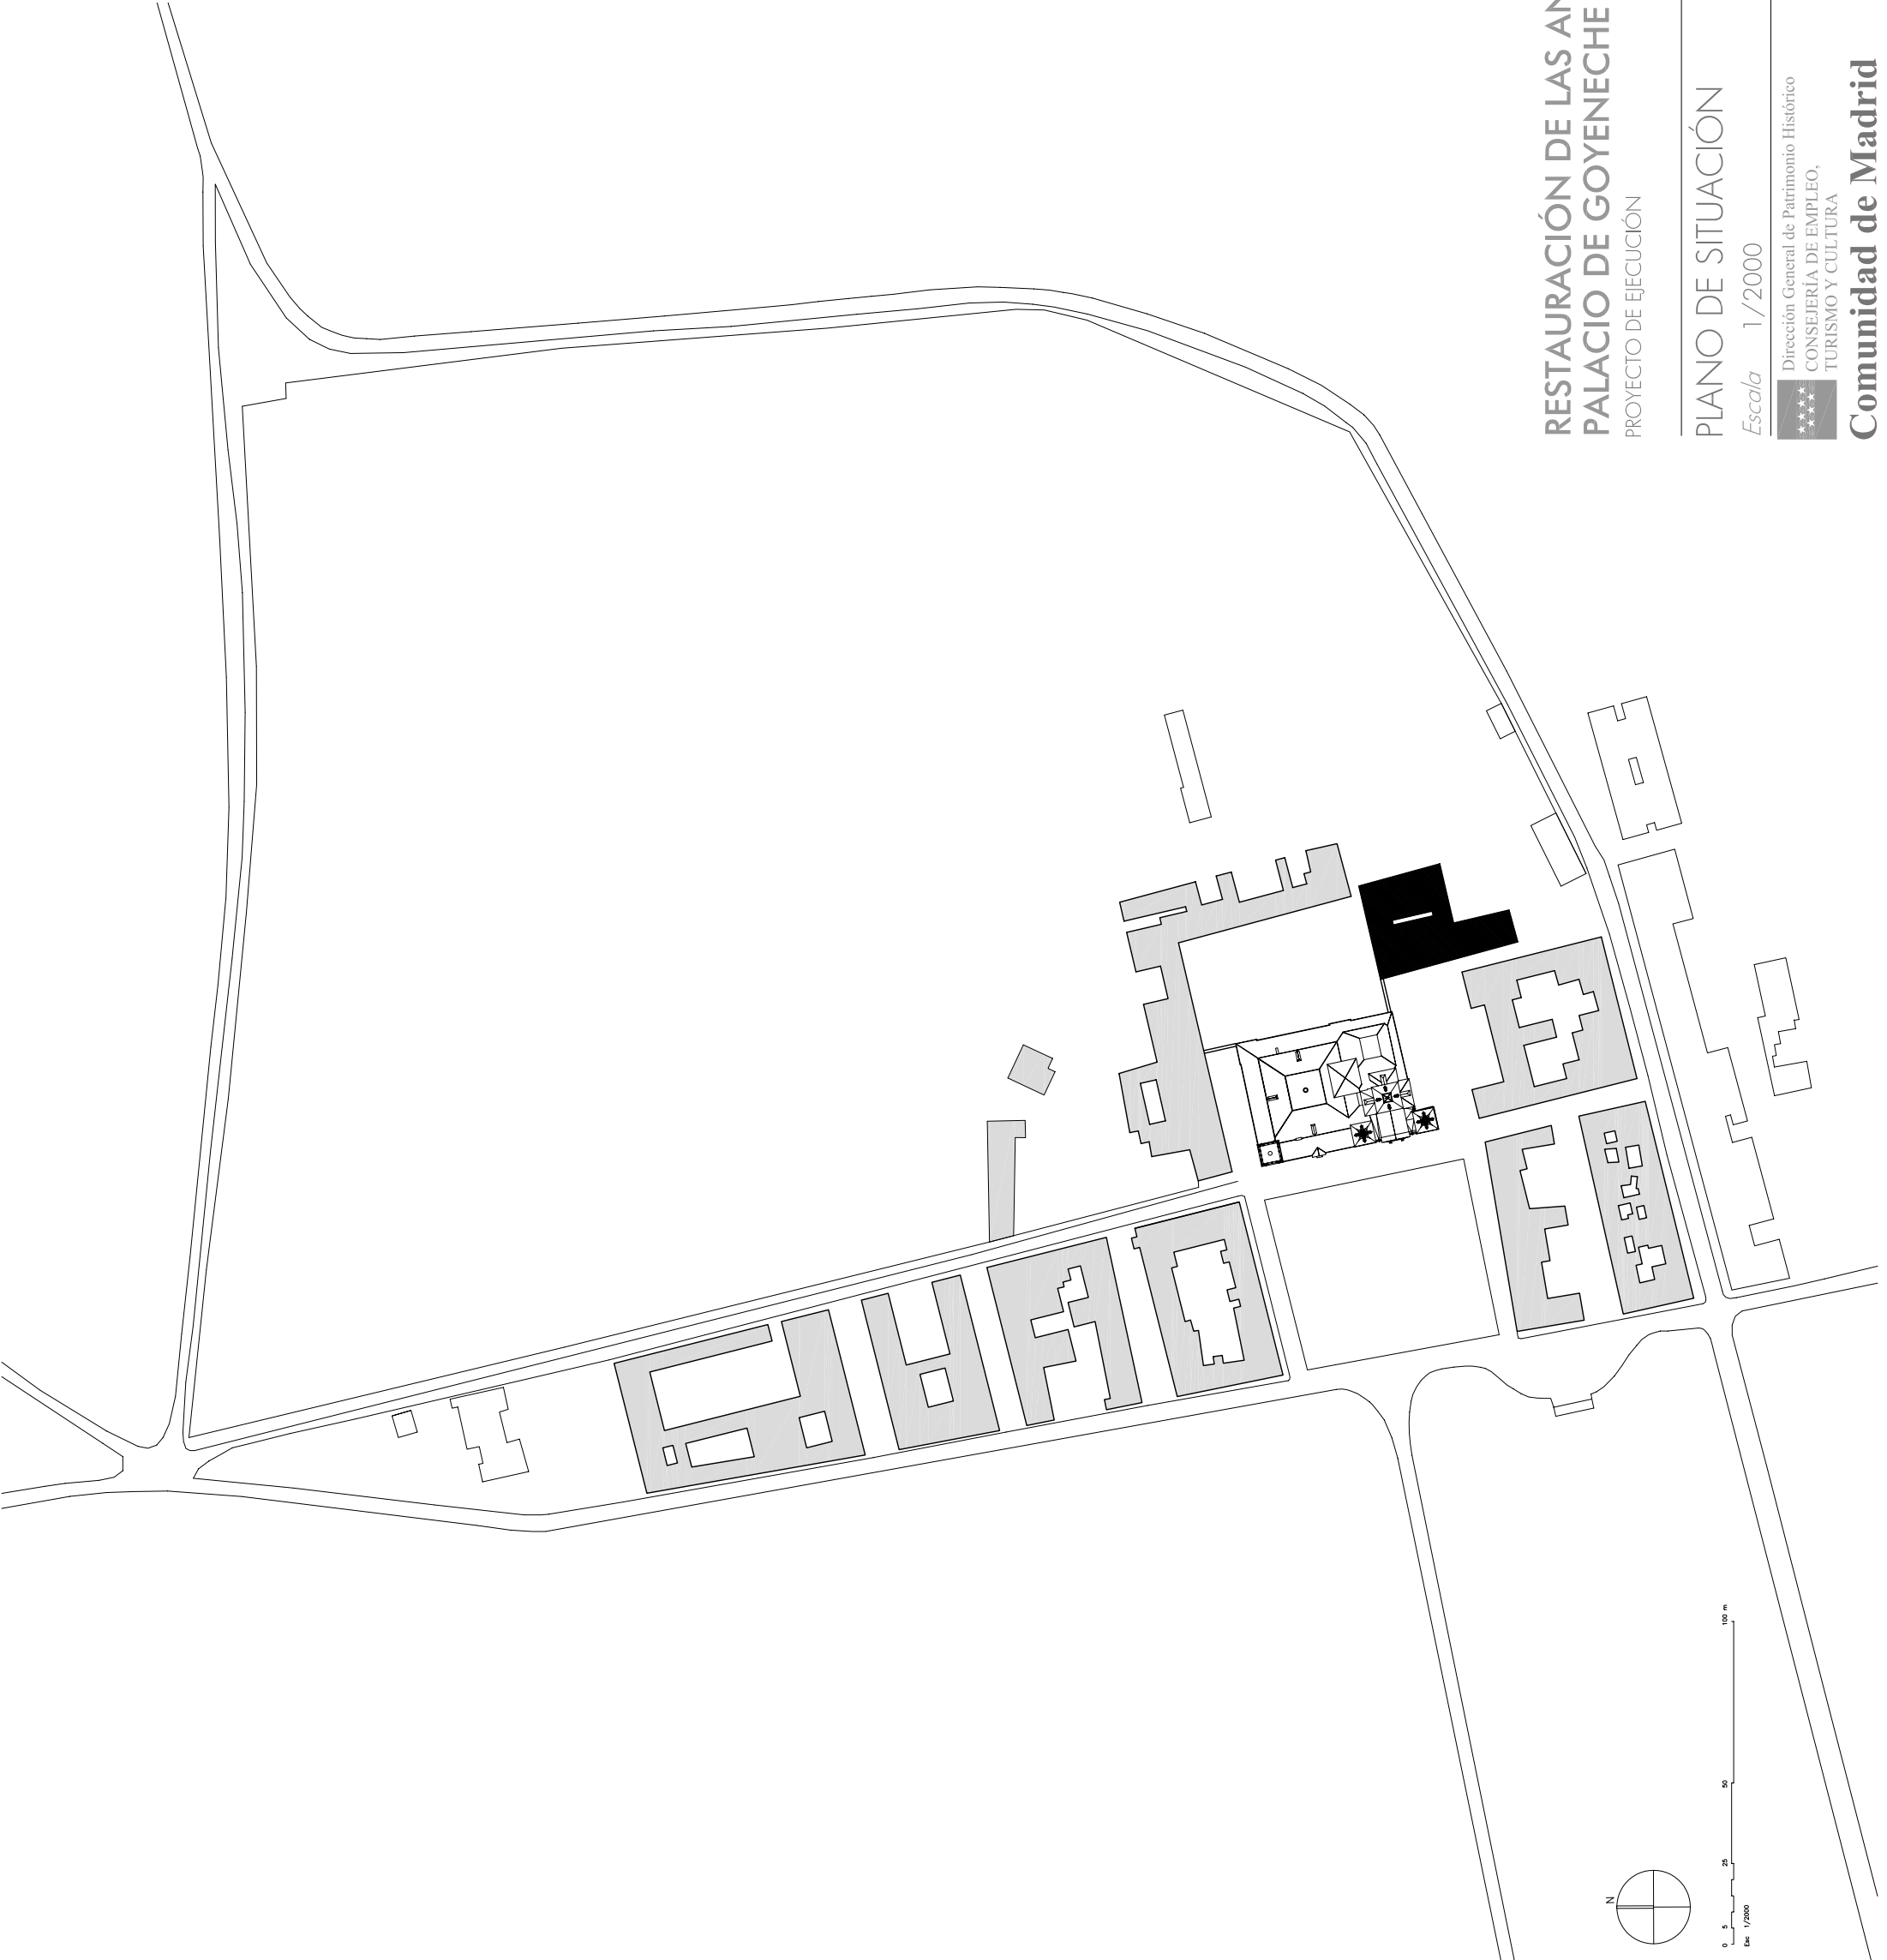 RESTAURACIÓN DE LAS
PALACIO DE GOYENECHE
PROYECTO DE EJECUCIÓN
PLANO DE SITUACIÓN
Escala 1/2000
Dirección General de Patrimonio Histórico
CONSEJERÍA DE EMPLEO,
TURISMO Y CULTURA
Comunidad de Madrid
N
0 5 25 50 100 m
Esc 1/2000